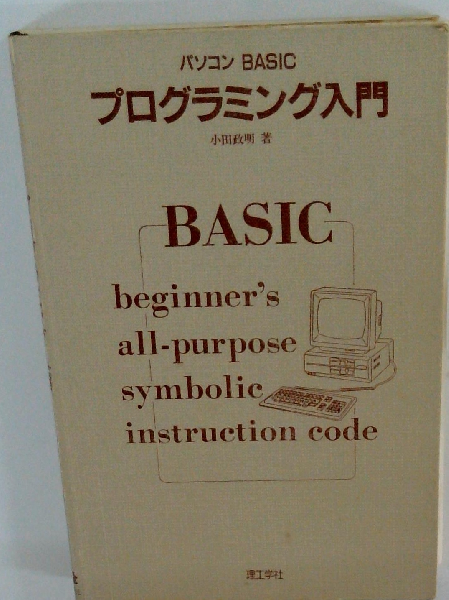 パソコン BASIC
プログラミング入門
小田政明 著
BASIC
beginner's
all-purpose
symbolic
instruction code
理工学社